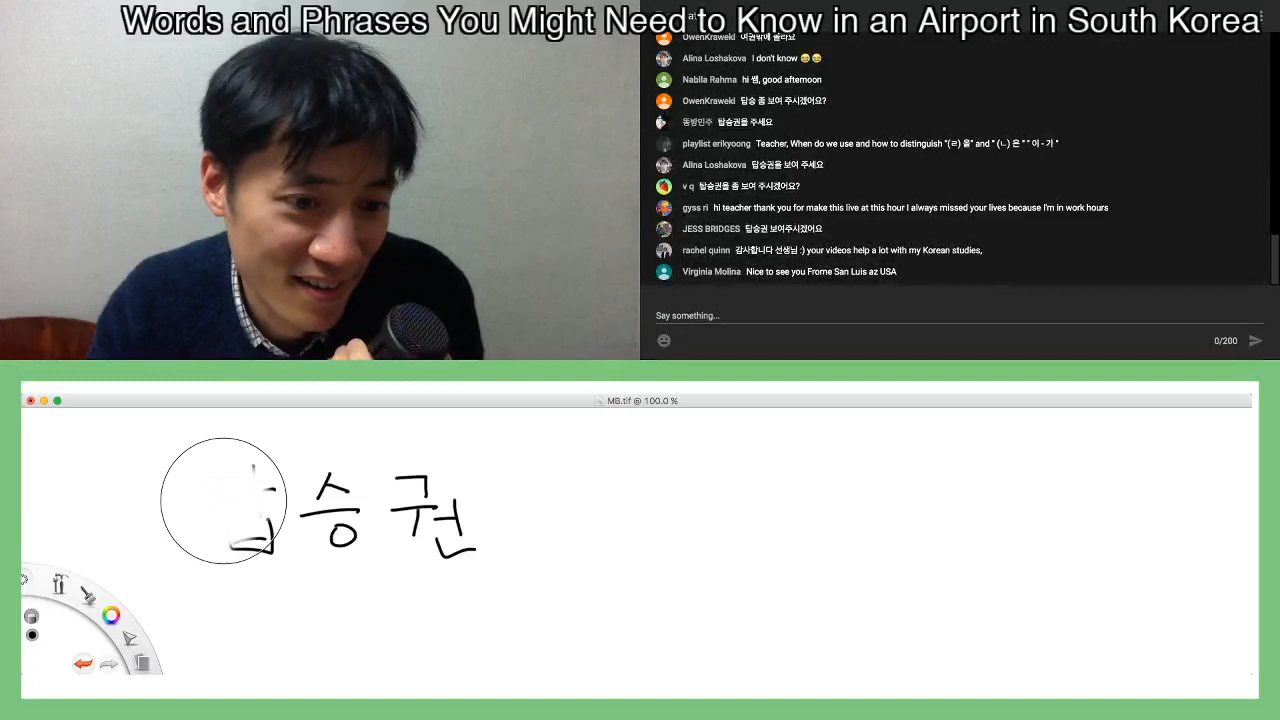 Words and Phrases You Might Need to Know in an Airport in South Korea
OwenKraweki 여권밖에 몰라요
Alina Loshakova I don't know 😂😂
Nabila Rahma hi 쌤, good afternoon
OwenKraweki 탑승 좀 보여 주시겠어요?
동방민주 탑승권을 주세요
playlist erikyoong Teacher, When do we use and how to distinguish "(ㄹ) 을" and " (ㄴ) 은 " " 이 - 기 "
Alina Loshakova 탑승권을 보여 주세요
v q 탑승권을 좀 보여 주시겠어요?
gyss ri hi teacher thank you for make this live at this hour I always missed your lives because I'm in work hours
JESS BRIDGES 탑승권 보여주시겠어요
rachel quinn 감사합니다 선생님 :) your videos help a lot with my Korean studies,
Virginia Molina Nice to see you Frome San Luis az USA
Say something...
0/200
MB.tif @ 100.0 %
승권